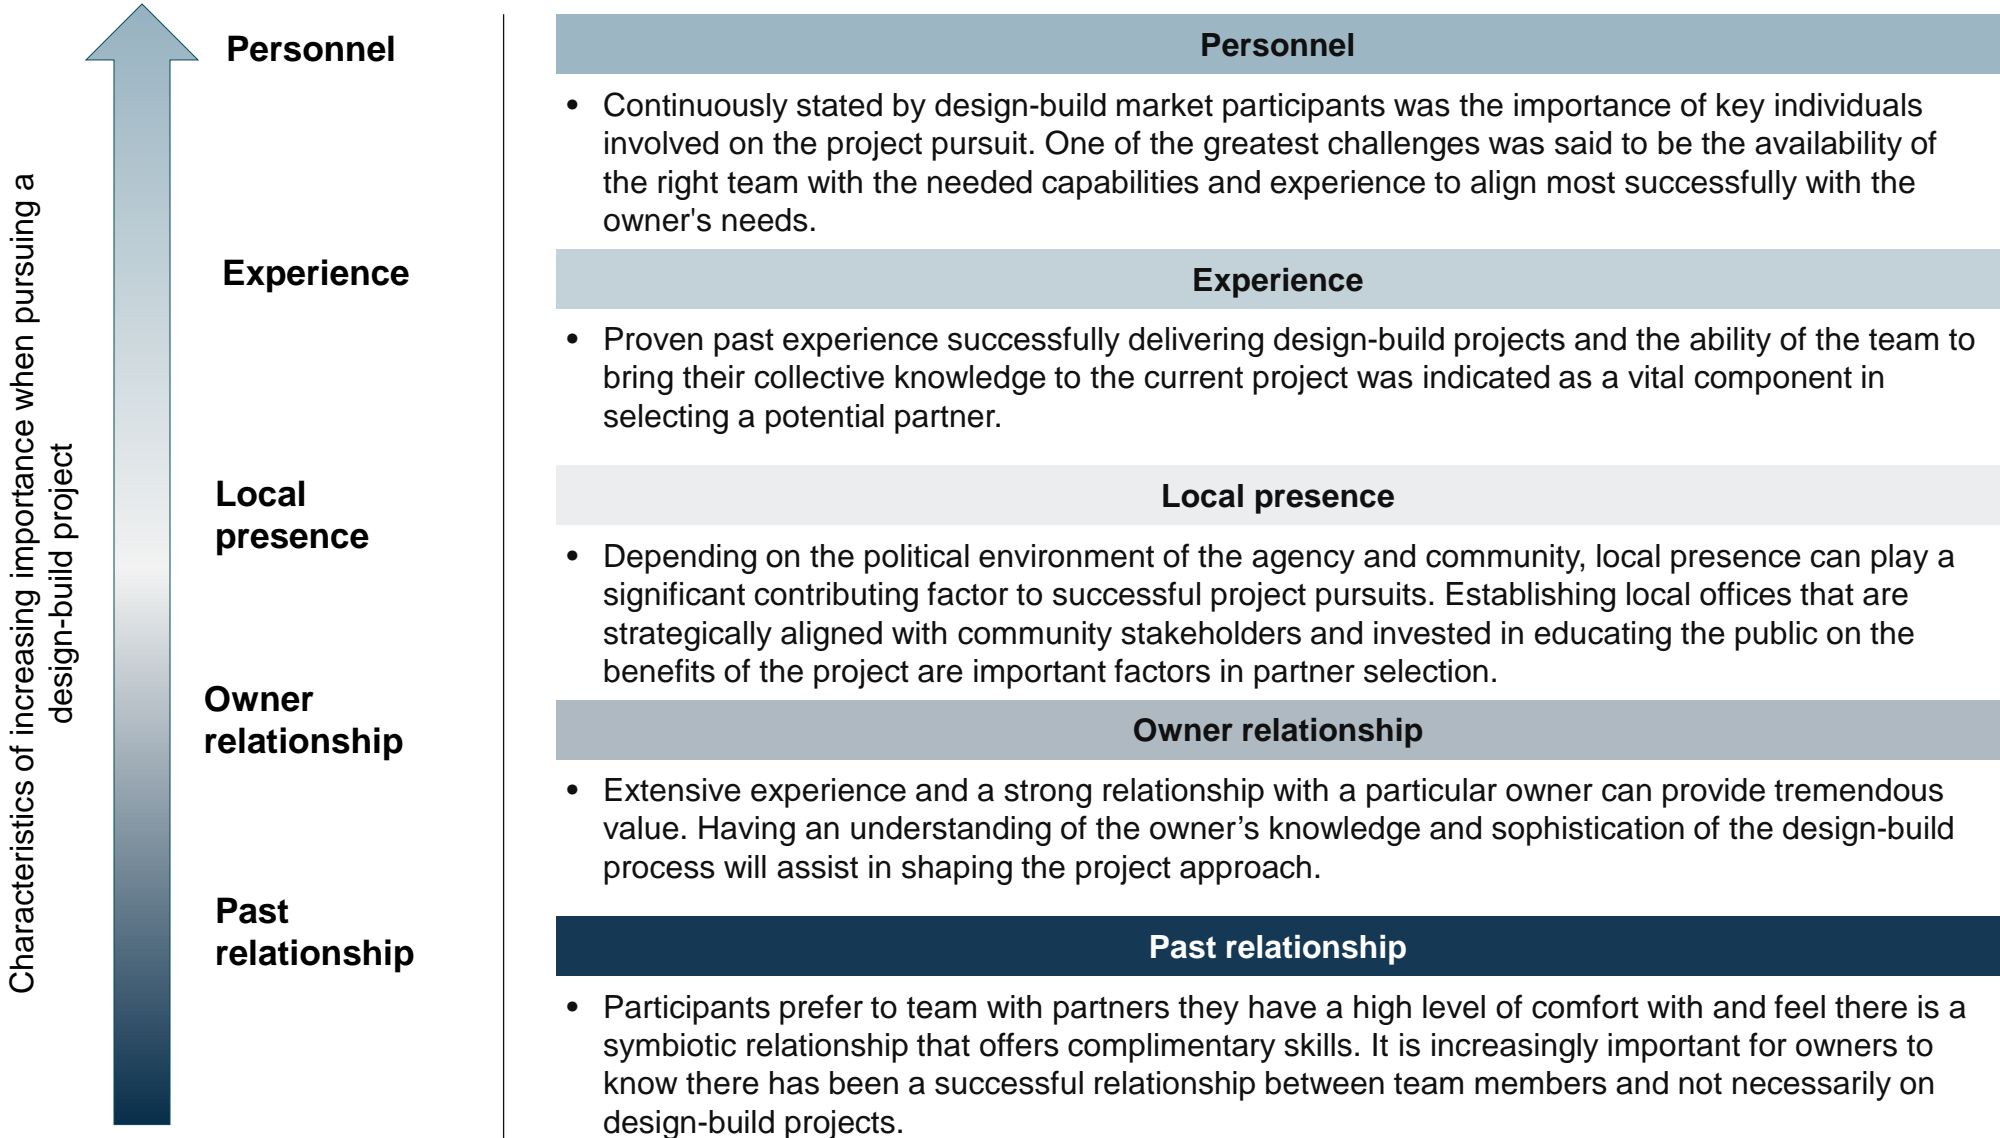 Characteristics of increasing importance when pursuing a
design-build project
Personnel
Experience
Local
presence
Owner
relationship
Past
relationship
Personnel
• Continuously stated by design-build market participants was the importance of key individuals
involved on the project pursuit. One of the greatest challenges was said to be the availability of
the right team with the needed capabilities and experience to align most successfully with the
owner's needs.
Experience
• Proven past experience successfully delivering design-build projects and the ability of the team to
bring their collective knowledge to the current project was indicated as a vital component in
selecting a potential partner.
Local presence
• Depending on the political environment of the agency and community, local presence can play a
significant contributing factor to successful project pursuits. Establishing local offices that are
strategically aligned with community stakeholders and invested in educating the public on the
benefits of the project are important factors in partner selection.
Owner relationship
• Extensive experience and a strong relationship with a particular owner can provide tremendous
value. Having an understanding of the owner’s knowledge and sophistication of the design-build
process will assist in shaping the project approach.
Past relationship
• Participants prefer to team with partners they have a high level of comfort with and feel there is a
symbiotic relationship that offers complimentary skills. It is increasingly important for owners to
know there has been a successful relationship between team members and not necessarily on
design-build projects.